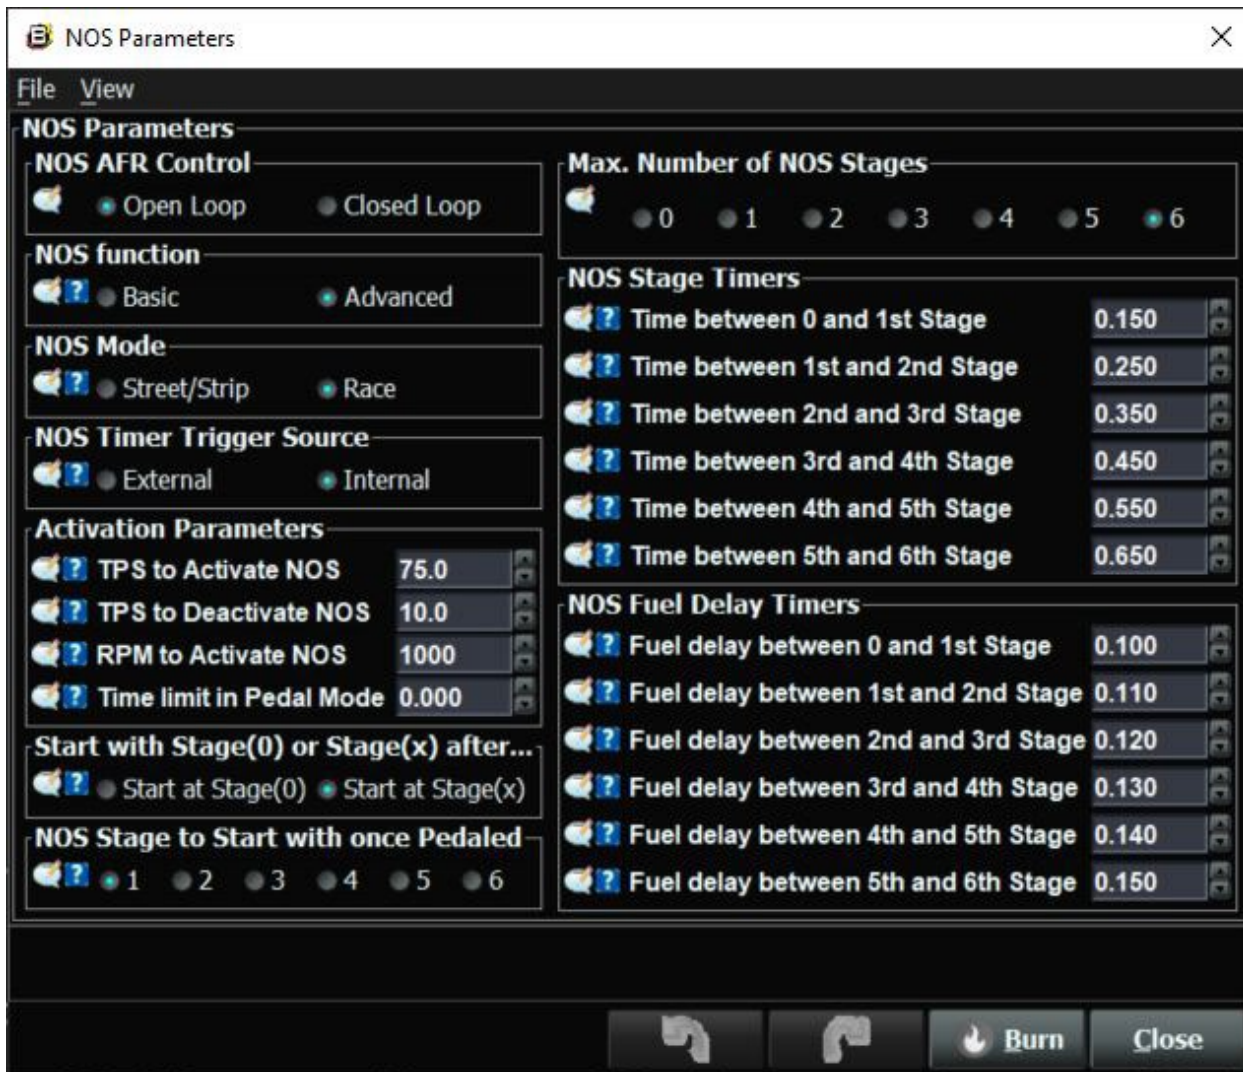 NOS Parameters
File View
NOS Parameters
NOS AFR Control
Open Loop Closed Loop
NOS function
Basic Advanced
NOS Mode
Street/Strip Race
NOS Timer Trigger Source
External Internal
Activation Parameters
TPS to Activate NOS 75.0
TPS to Deactivate NOS 10.0
RPM to Activate NOS 1000
Time limit in Pedal Mode 0.000
Start with Stage(0) or Stage(x) after...
Start at Stage(0) Start at Stage(x)
NOS Stage to Start with once Pedaled
1 2 3 4 5 6
Max. Number of NOS Stages
0 1 2 3 4 5 6
NOS Stage Timers
Time between 0 and 1st Stage 0.150
Time between 1st and 2nd Stage 0.250
Time between 2nd and 3rd Stage 0.350
Time between 3rd and 4th Stage 0.450
Time between 4th and 5th Stage 0.550
Time between 5th and 6th Stage 0.650
NOS Fuel Delay Timers
Fuel delay between 0 and 1st Stage 0.100
Fuel delay between 1st and 2nd Stage 0.110
Fuel delay between 2nd and 3rd Stage 0.120
Fuel delay between 3rd and 4th Stage 0.130
Fuel delay between 4th and 5th Stage 0.140
Fuel delay between 5th and 6th Stage 0.150
Burn Close